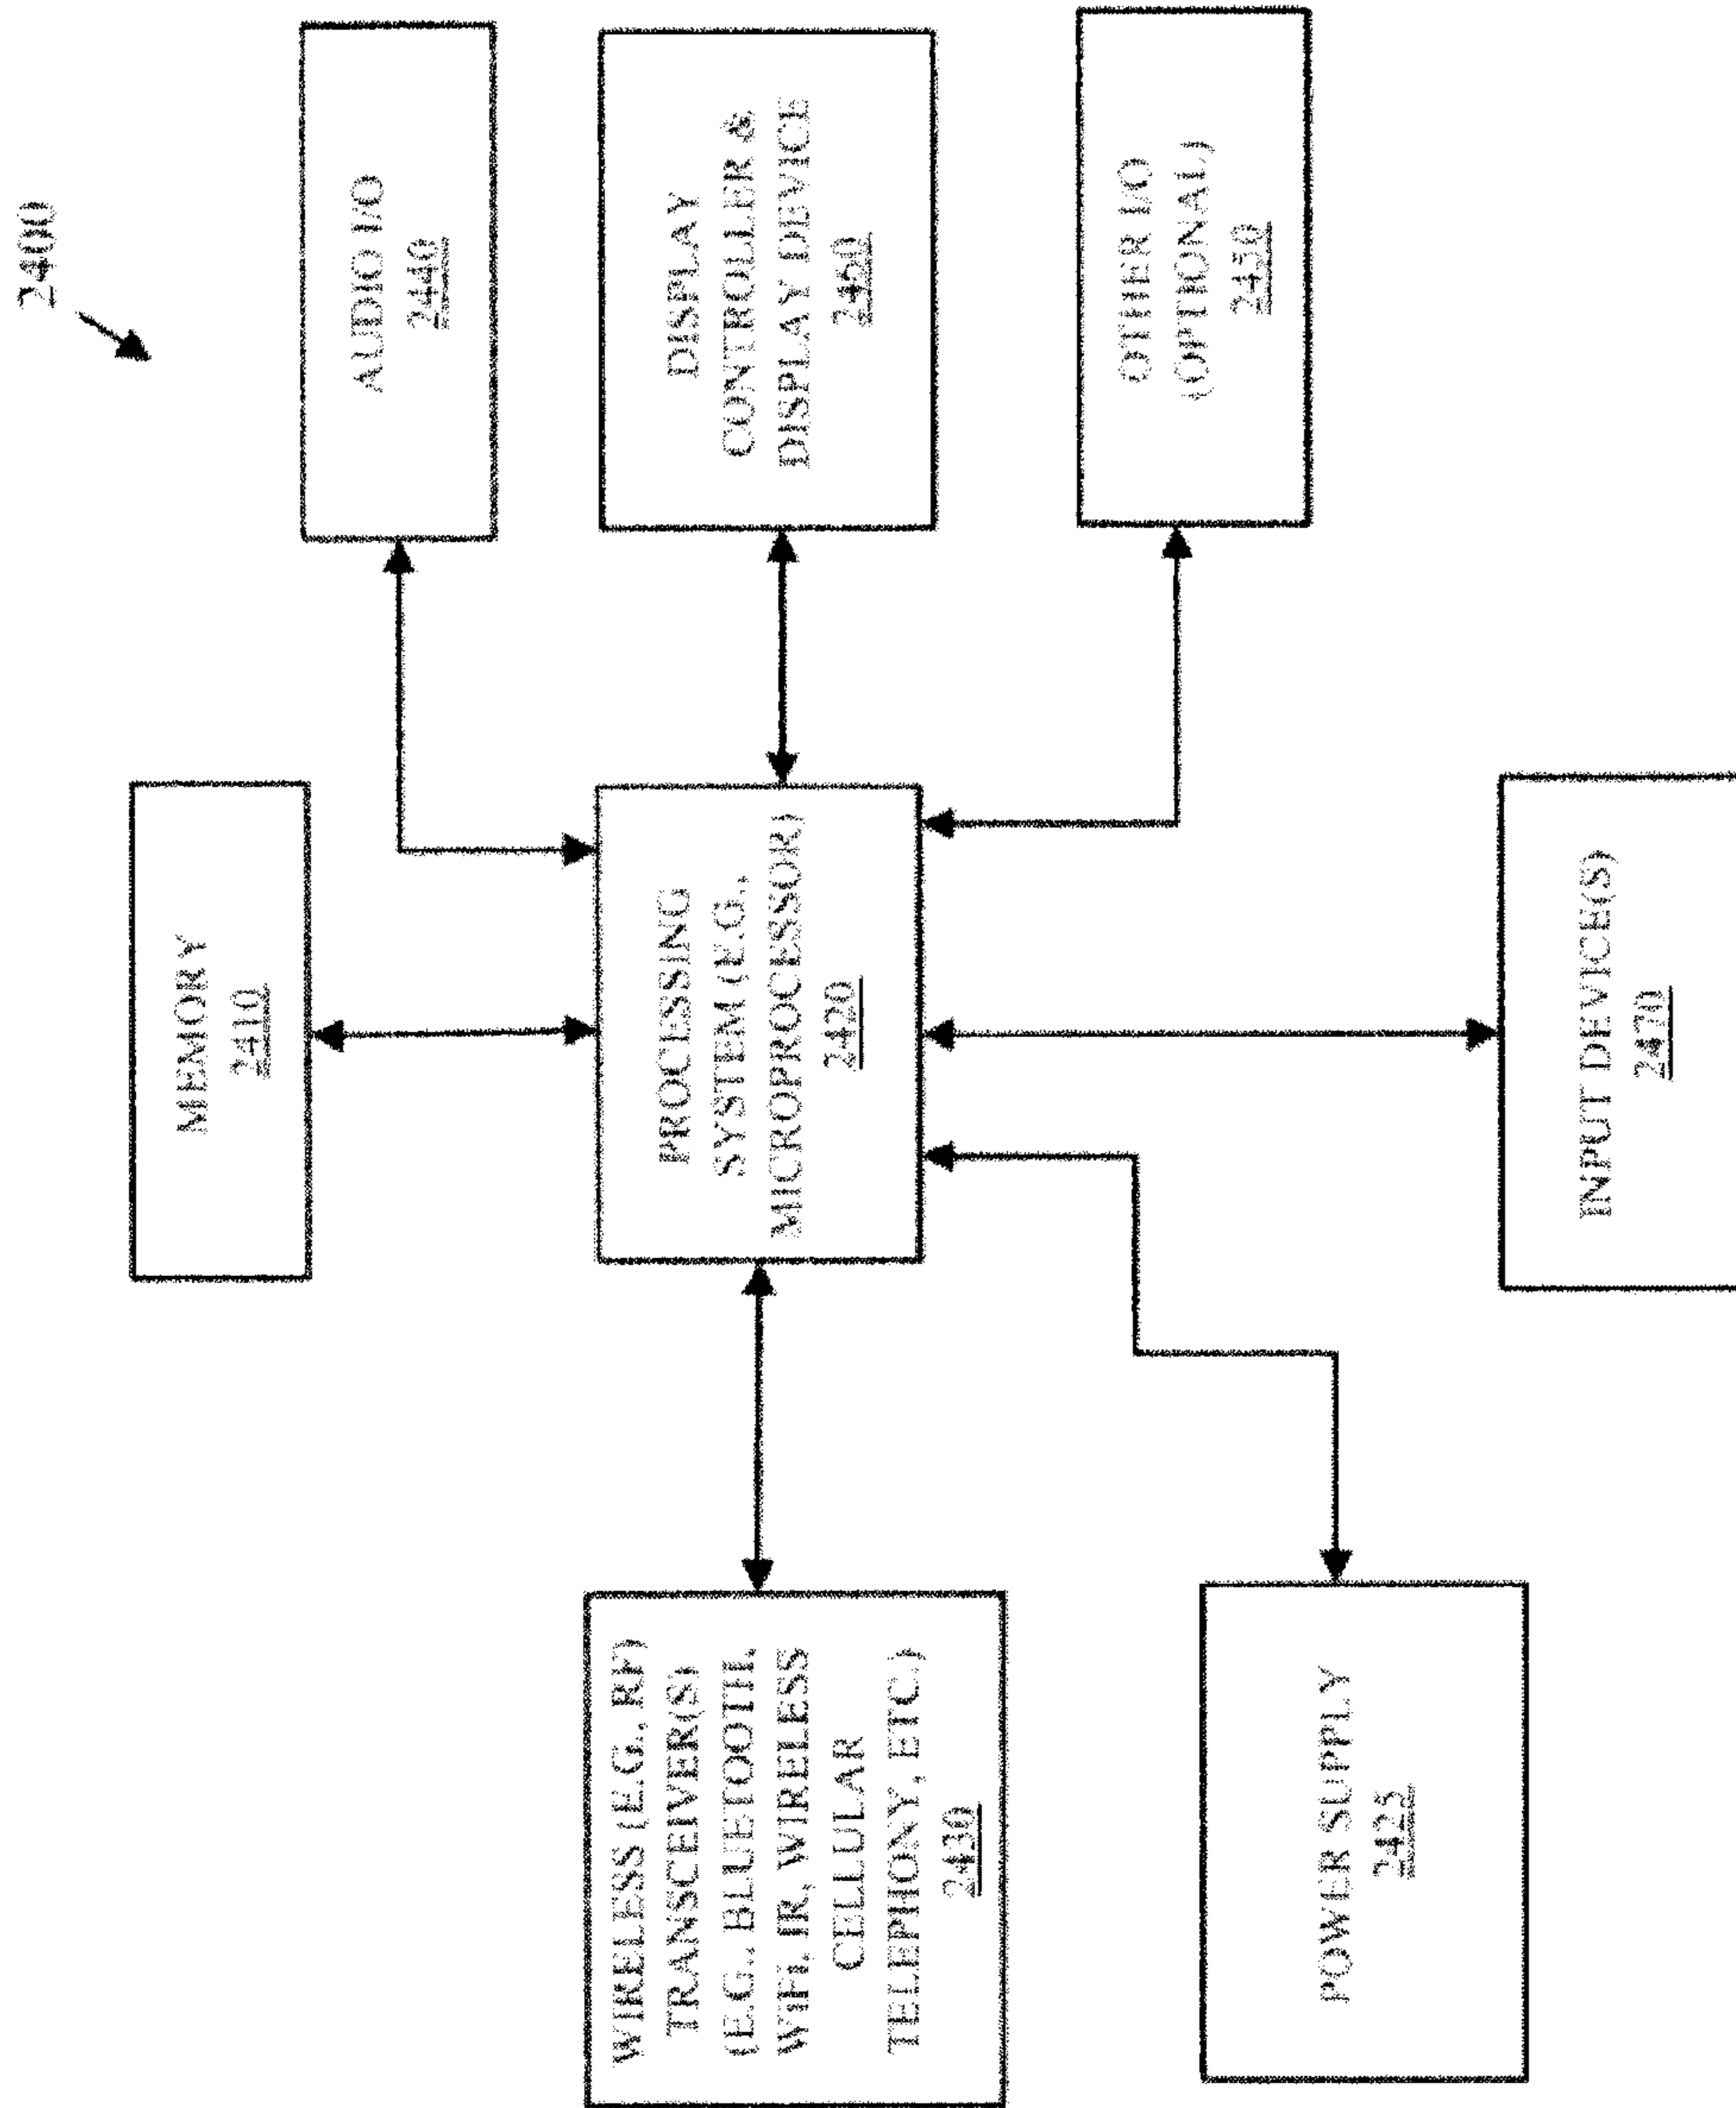 2400
MEMORY
2410
AUDIO I/O
2440
WIRELESS (E.G., RF)
TRANSCEIVER(S)
(E.G., BLUETOOTH,
WIFI, IR, WIRELESS
CELLULAR
TELEPHONY, ETC.)
2430
PROCESSING
SYSTEM (E.G.,
MICROPROCESSOR)
2420
DISPLAY
CONTROLLER &
DISPLAY DEVICE
2460
POWER SUPPLY
2425
INPUT DEVICE(S)
2470
OTHER I/O
(OPTIONAL)
2450